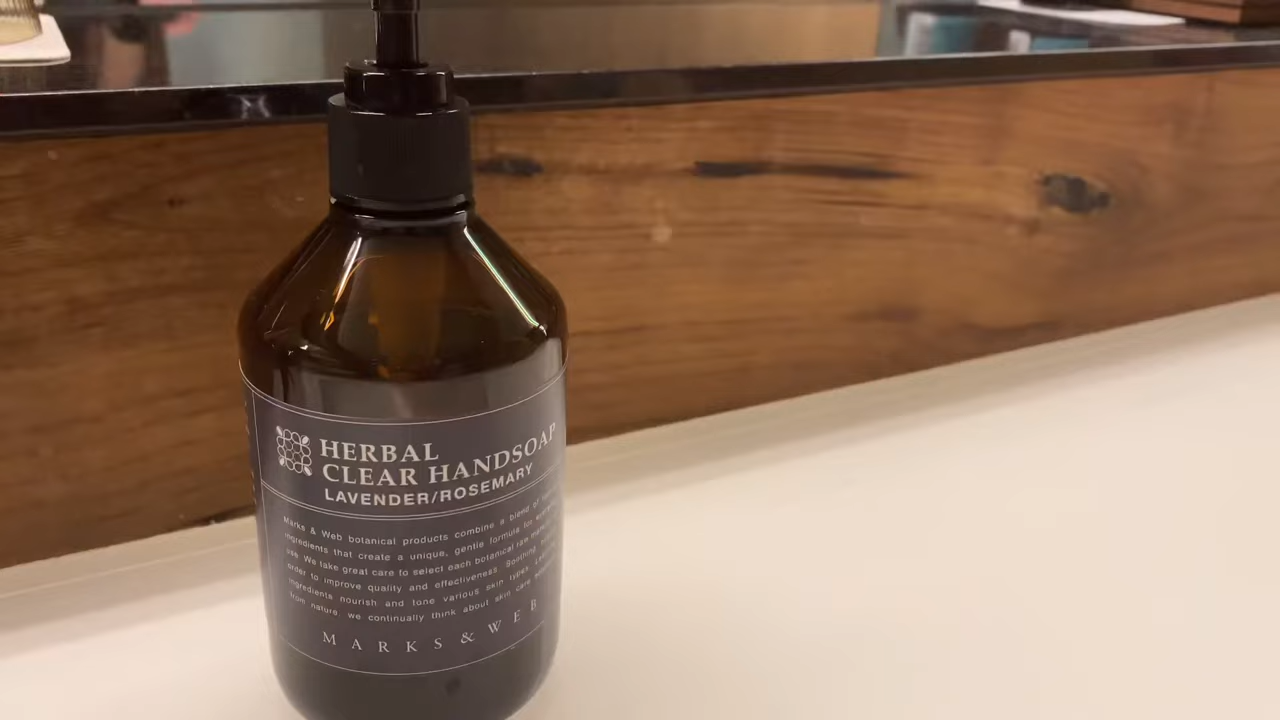 HERBAL
CLEAR HANDSOAP
LAVENDER/ROSEMARY
Marks & Web botanical products combine a blend of
ingredients that create a unique, gentle formula for
use. We take great care to select each botanical raw
order to improve quality and effectiveness. Soothing
ingredients nourish and tone various skin types.
from nature, we continually think about skin care
MARKS & WEB